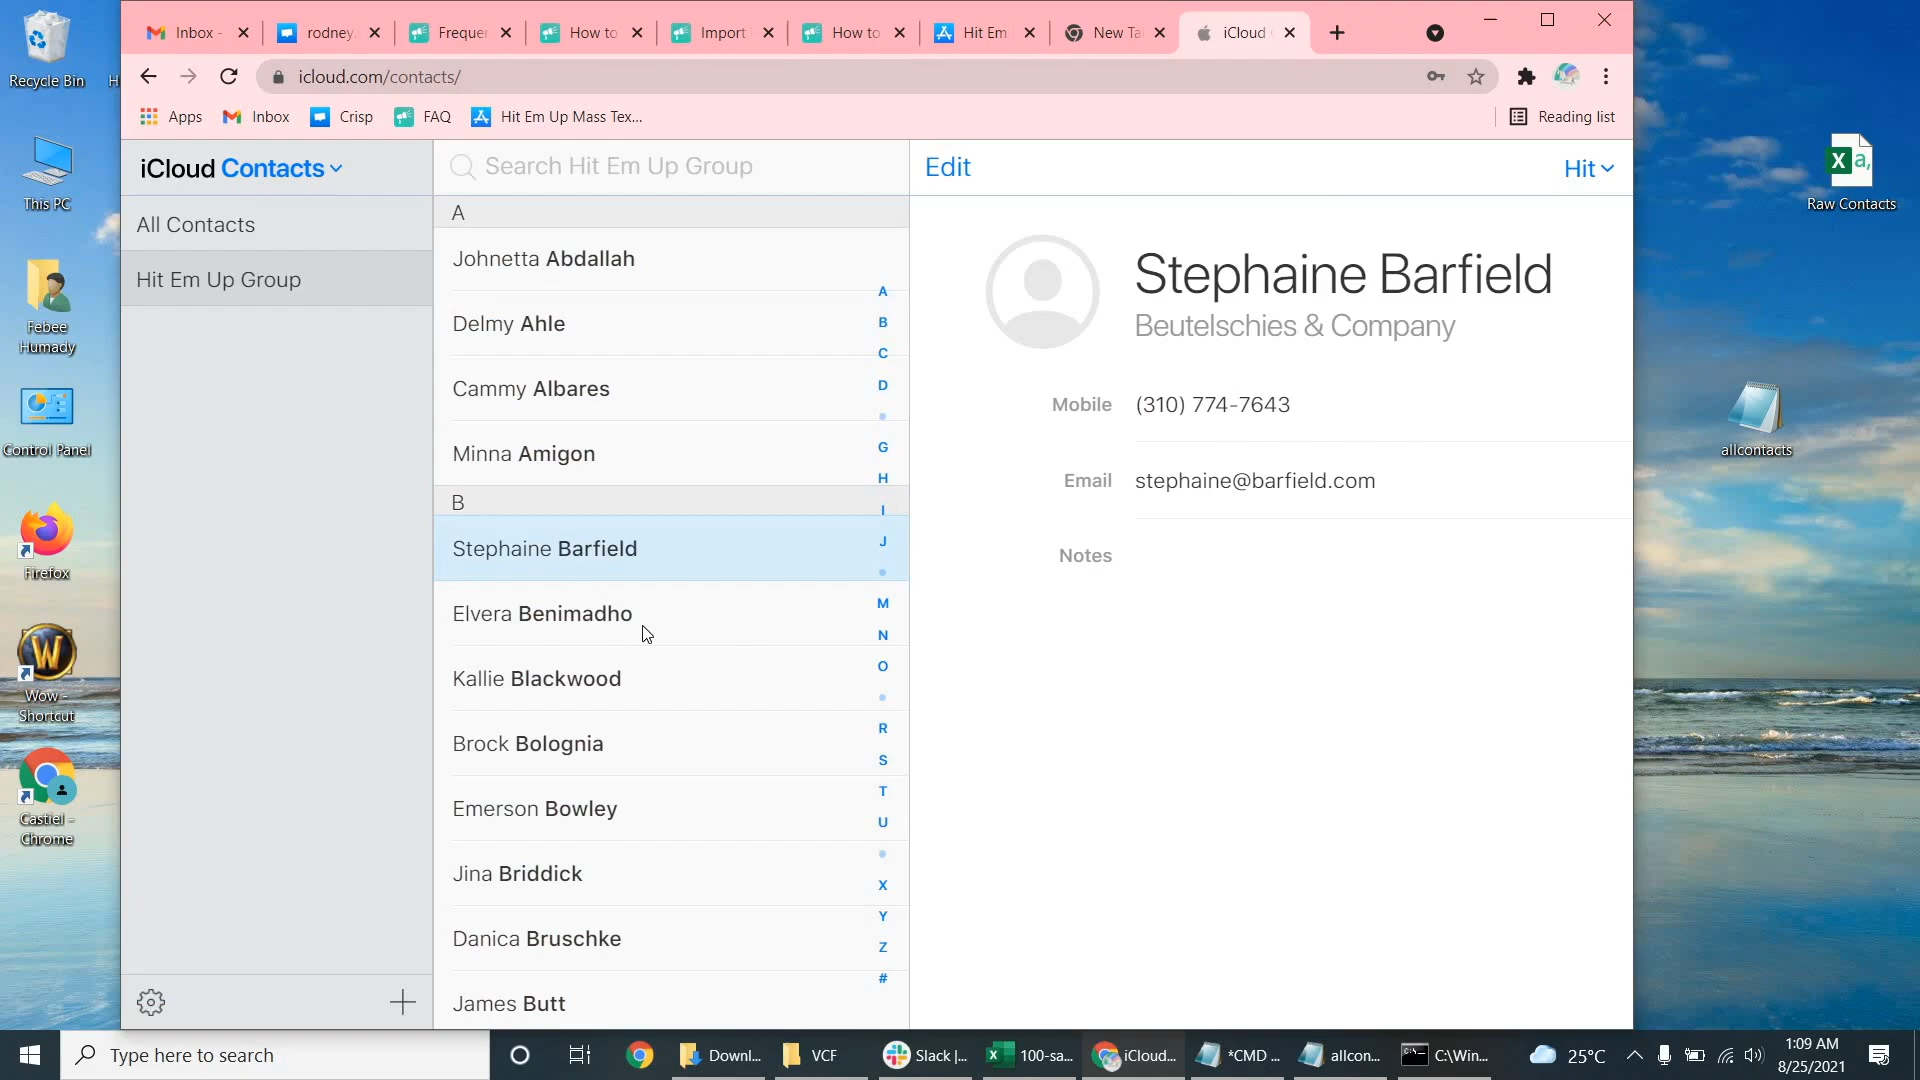 Inbox -
rodney.
Frequen
How to
Import
How to
Hit Em
New Ta
iCloud
icloud.com/contacts/
Apps
Inbox
Crisp
FAQ
Hit Em Up Mass Tex...
Reading list
iCloud Contacts
Search Hit Em Up Group
Edit
Hit
All Contacts
Hit Em Up Group
A
Johnetta Abdallah
Delmy Ahle
Cammy Albares
Minna Amigon
B
Stephaine Barfield
Elvera Benimadho
Kallie Blackwood
Brock Bolognia
Emerson Bowley
Jina Briddick
Danica Bruschke
James Butt
A
B
C
D
G
H
I
J
M
N
O
R
S
T
U
X
Y
Z
#
Stephaine Barfield
Beutelschies & Company
Mobile
(310) 774-7643
Email
stephaine@barfield.com
Notes
Recycle Bin
H
This PC
Febee
Humady
Control Panel
Firefox
Wow -
Shortcut
Castiel -
Chrome
Raw Contacts
allcontacts
Type here to search
Downl...
VCF
Slack |...
100-sa...
iCloud...
*CMD ...
allcon...
C:\Win...
25°C
1:09 AM
8/25/2021